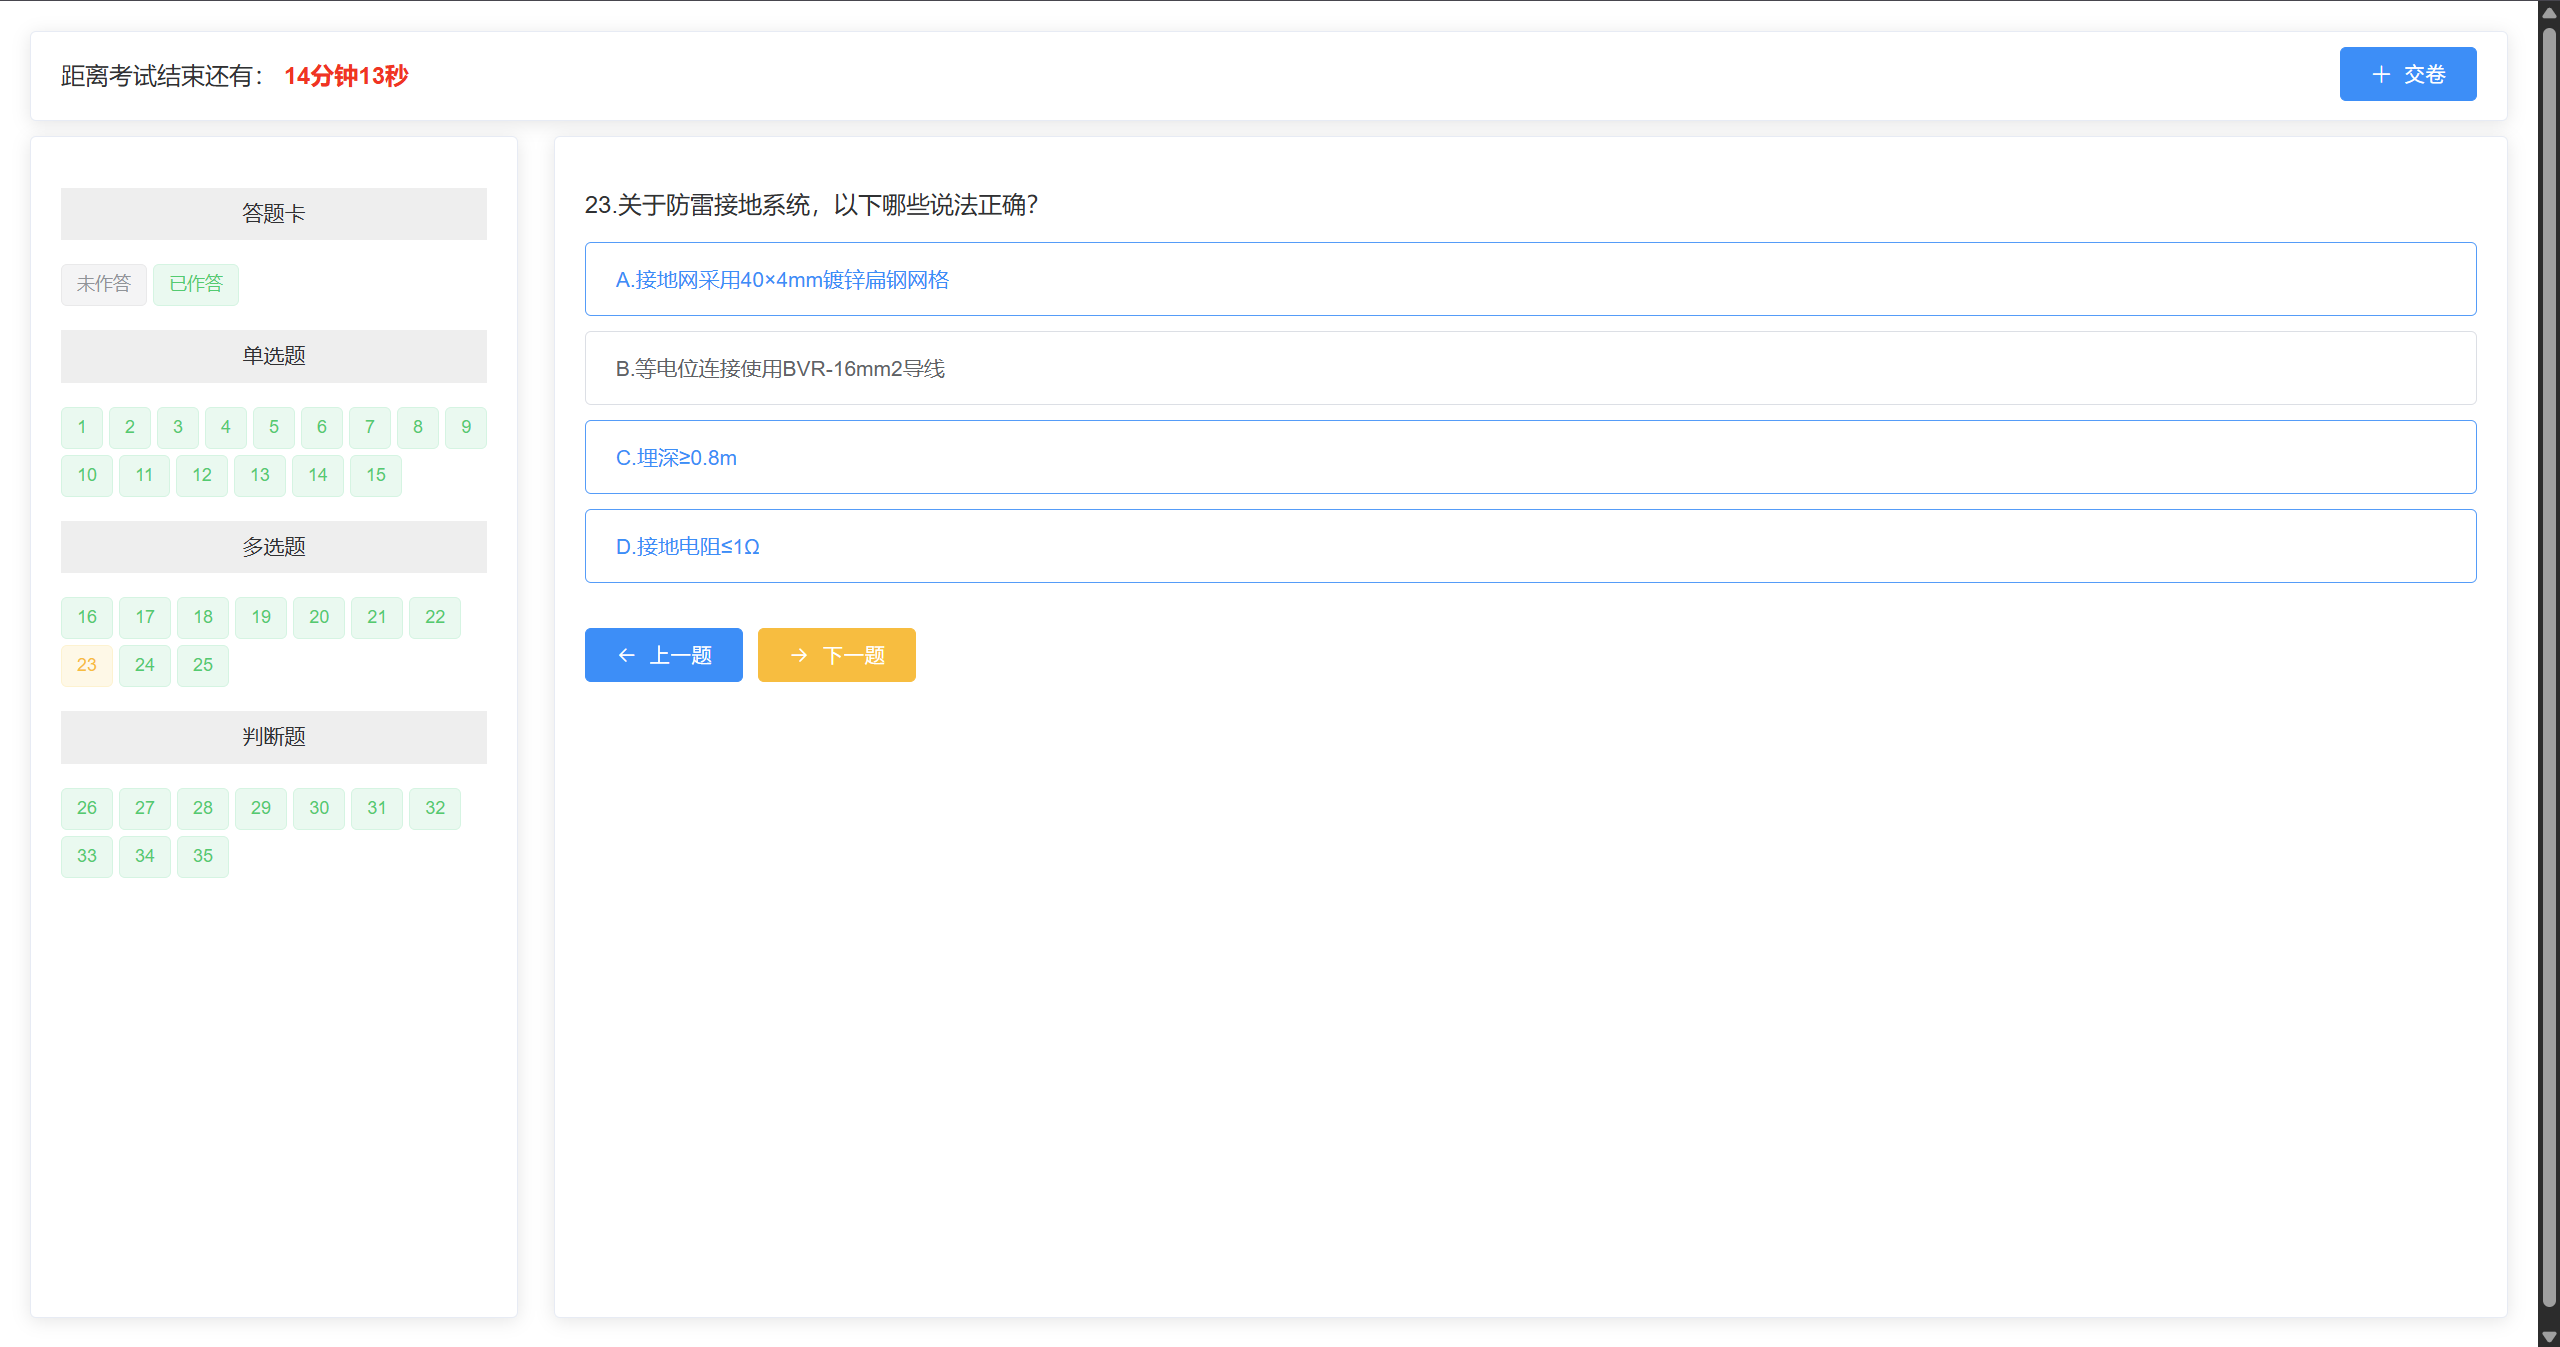 距离考试结束还有： 14分钟13秒
交卷
答题卡
未作答 已作答
单选题
1 2 3 4 5 6 7 8 9
10 11 12 13 14 15
多选题
16 17 18 19 20 21 22
23 24 25
判断题
26 27 28 29 30 31 32
33 34 35
23.关于防雷接地系统，以下哪些说法正确？
A.接地网采用40×4mm镀锌扁钢网格
B.等电位连接使用BVR-16mm2导线
C.埋深≥0.8m
D.接地电阻≤1Ω
上一题 下一题